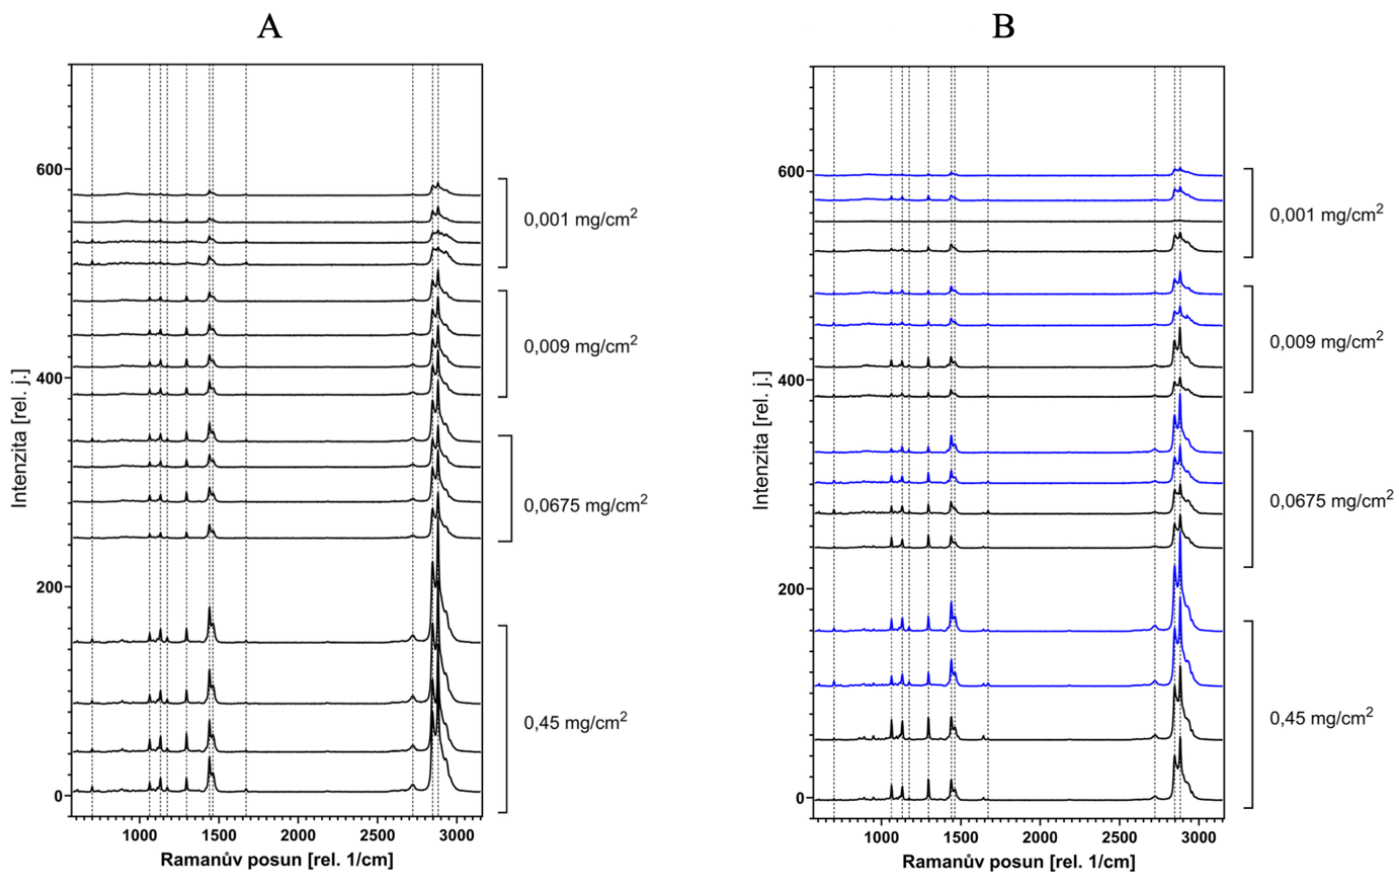 A
Intenzita [rel. j.]
600
400
200
0
1000
1500
2000
2500
3000
Ramanův posun [rel. 1/cm]
0,001 mg/cm²
0,009 mg/cm²
0,0675 mg/cm²
0,45 mg/cm²
B
Intenzita [rel. j.]
600
400
200
0
1000
1500
2000
2500
3000
Ramanův posun [rel. 1/cm]
0,001 mg/cm²
0,009 mg/cm²
0,0675 mg/cm²
0,45 mg/cm²